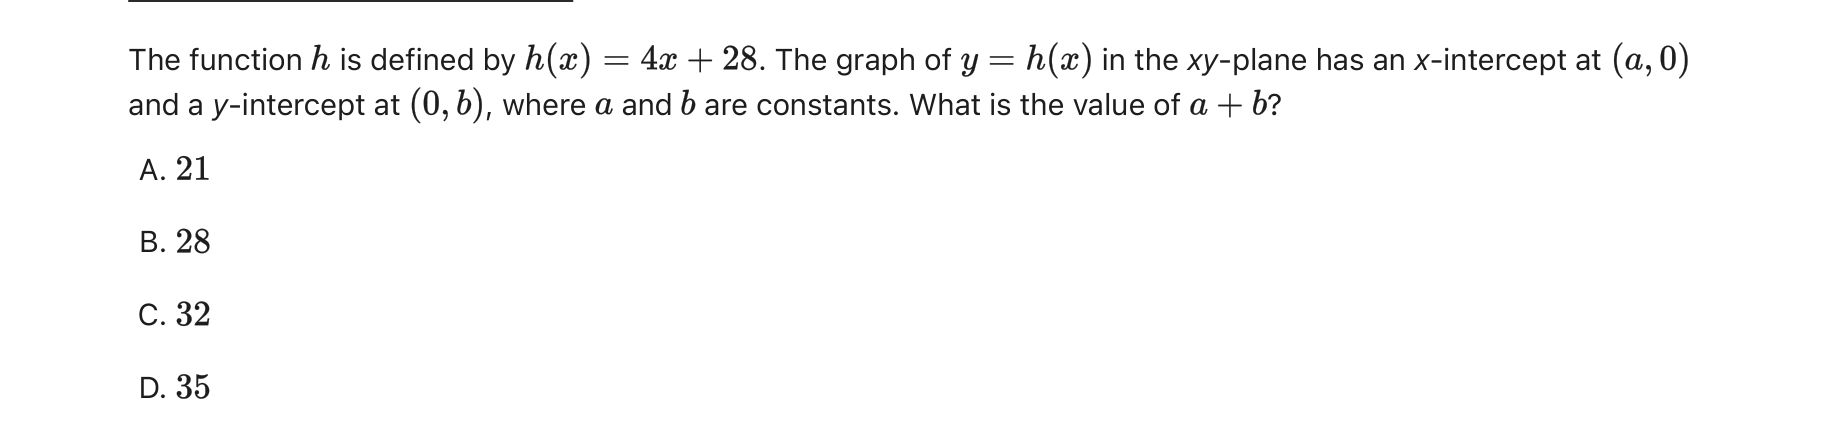 The function h is defined by h(x) = 4x + 28. The graph of y = h(x) in the xy-plane has an x-intercept at (a, 0)
and a y-intercept at (0, b), where a and b are constants. What is the value of a + b?
A. 21
B. 28
C. 32
D. 35